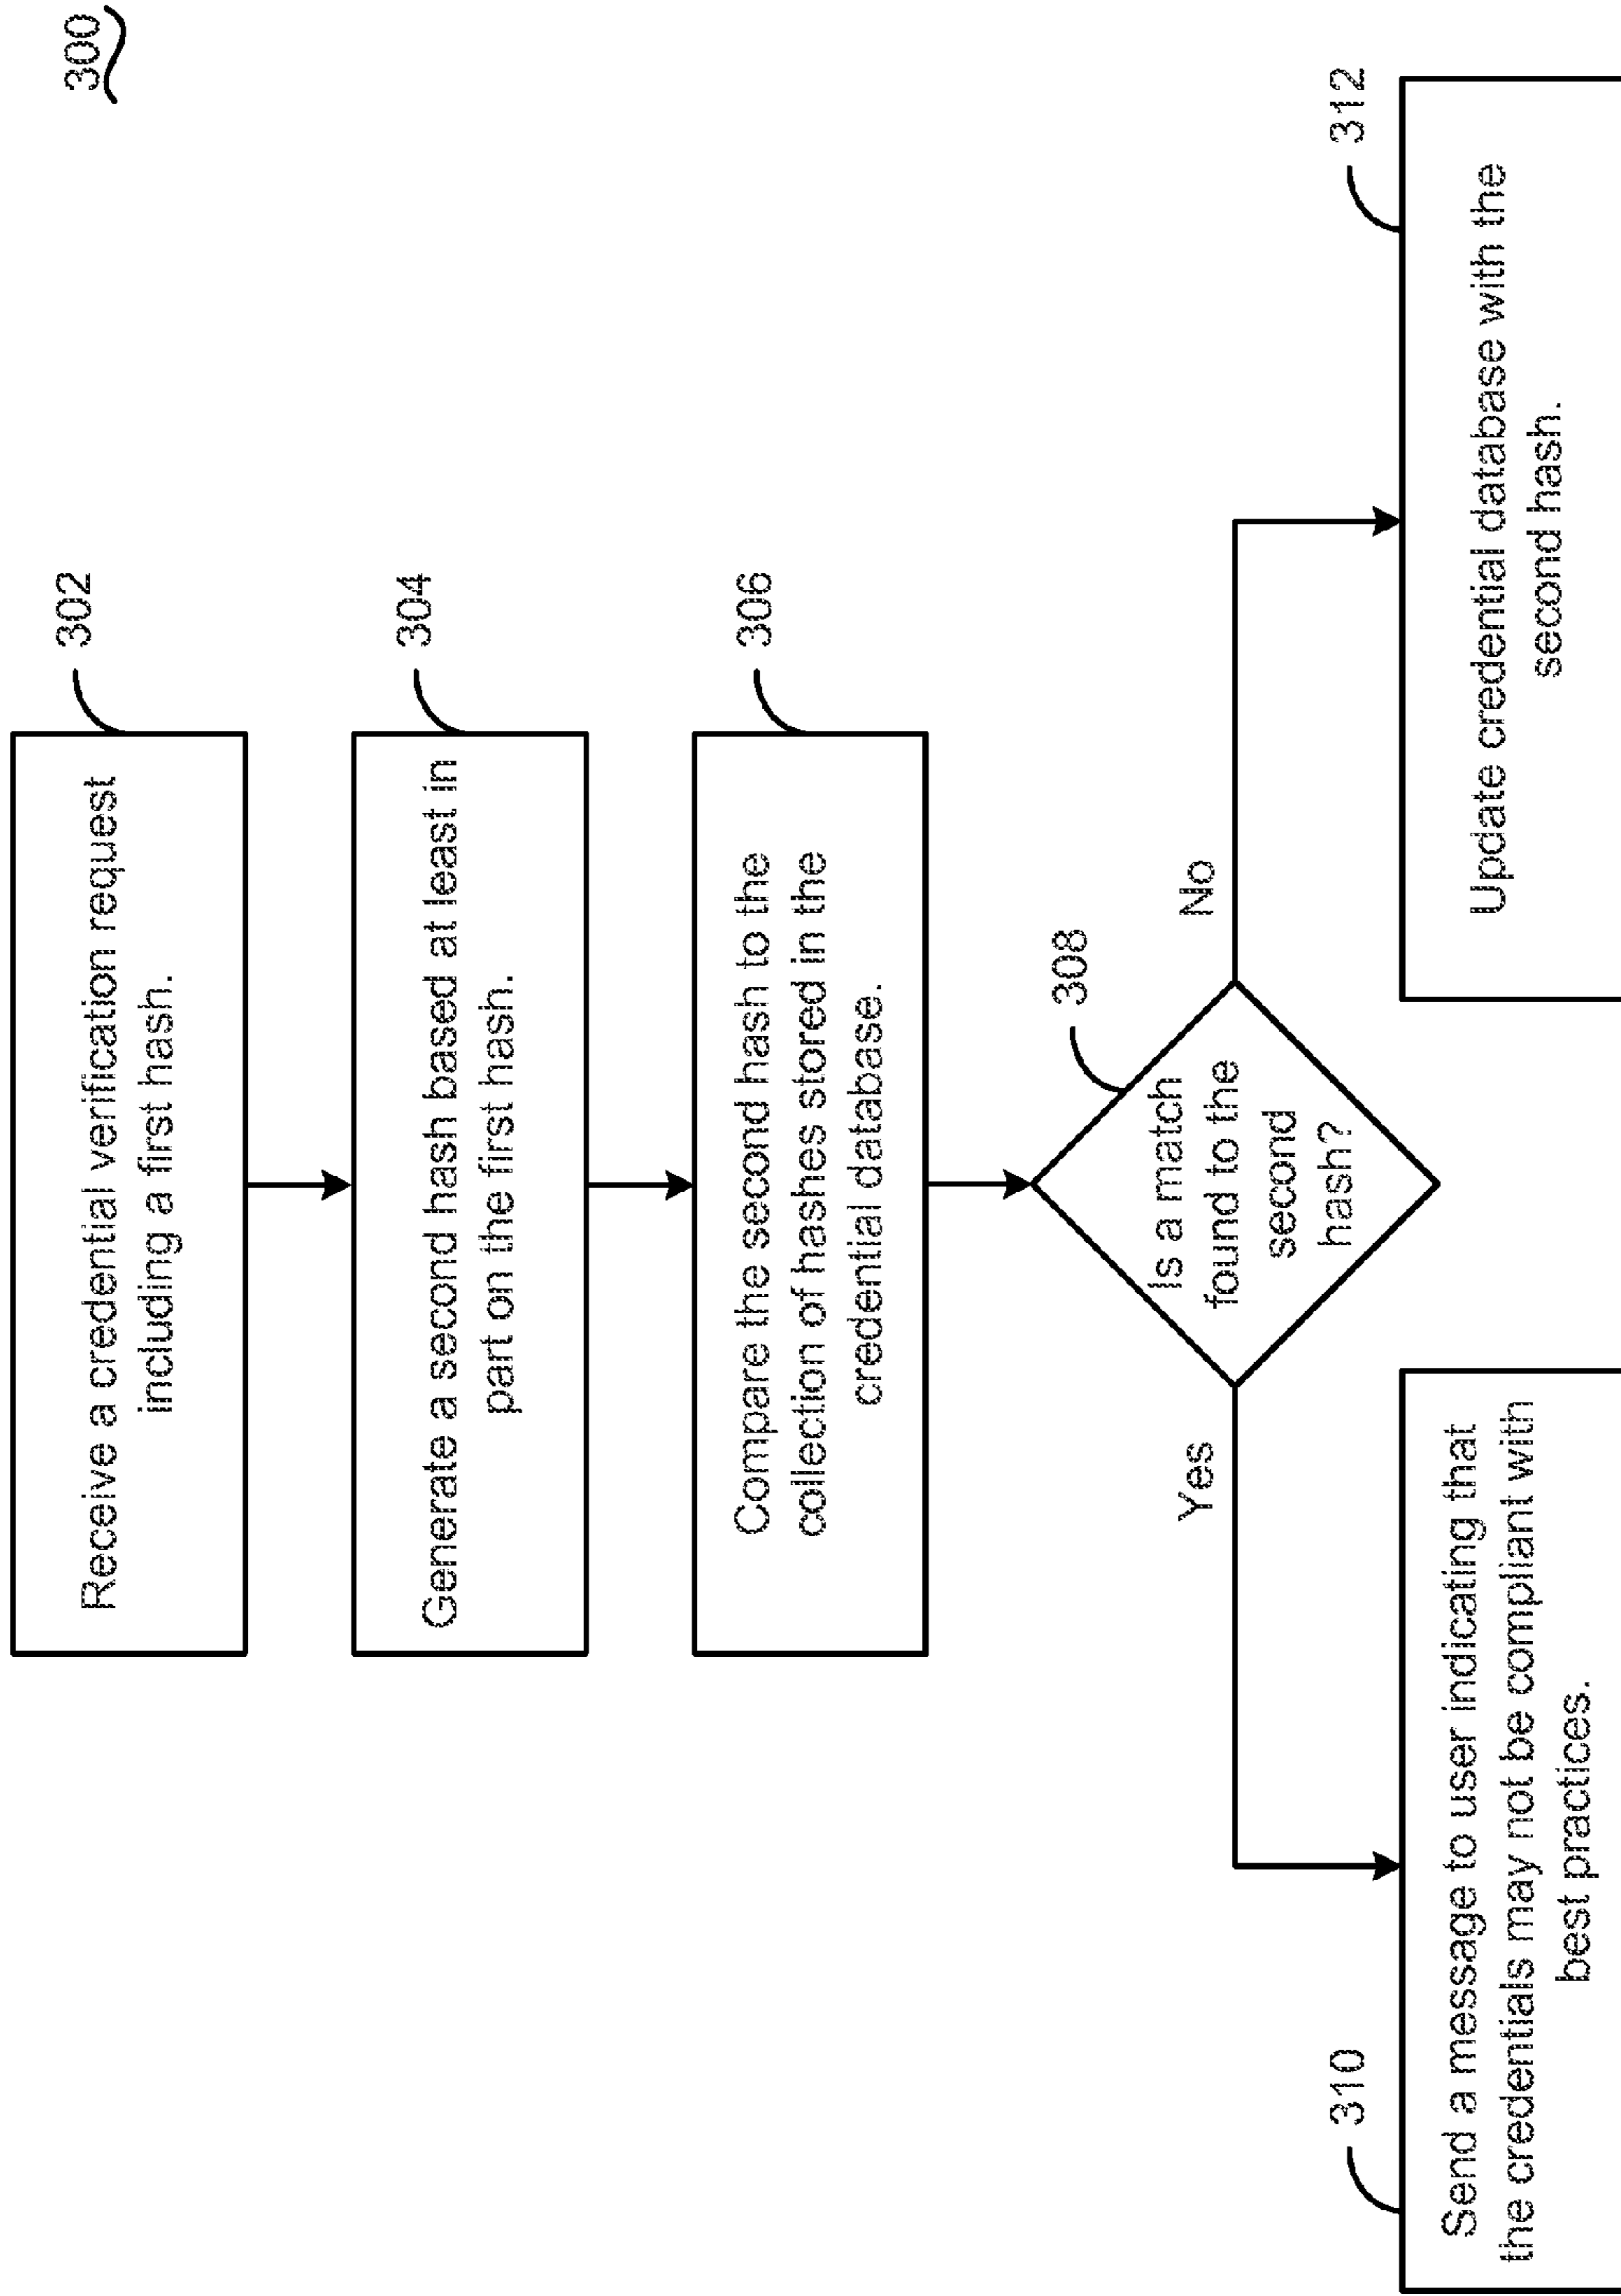 300
302
Receive a credential verification request
including a first hash.
304
Generate a second hash based at least in
part on the first hash.
306
Compare the second hash to the
collection of hashes stored in the
credential database.
308
Is a match
found to the
second
hash?
Yes
No
310
Send a message to user indicating that
the credentials may not be compliant with
best practices.
312
Update credential database with the
second hash.